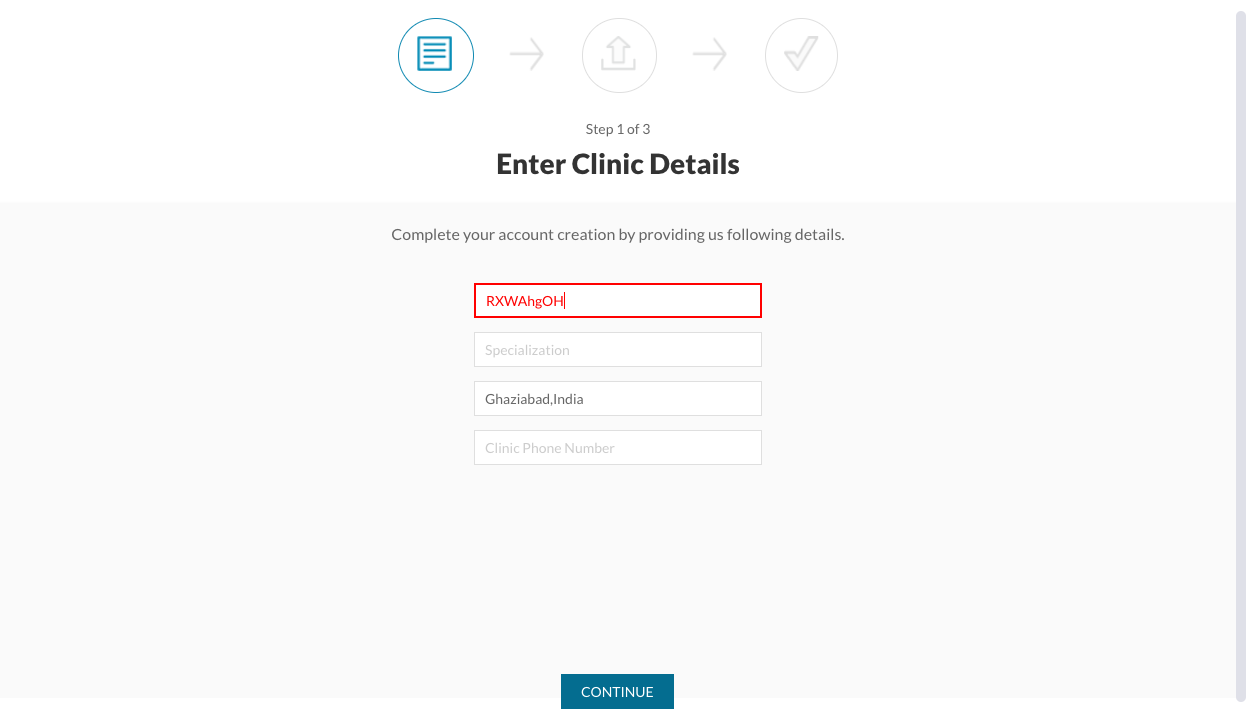 Step 1 of 3
Enter Clinic Details
Complete your account creation by providing us following details.
RXWAhgOH
Specialization
Ghaziabad,India
Clinic Phone Number
CONTINUE